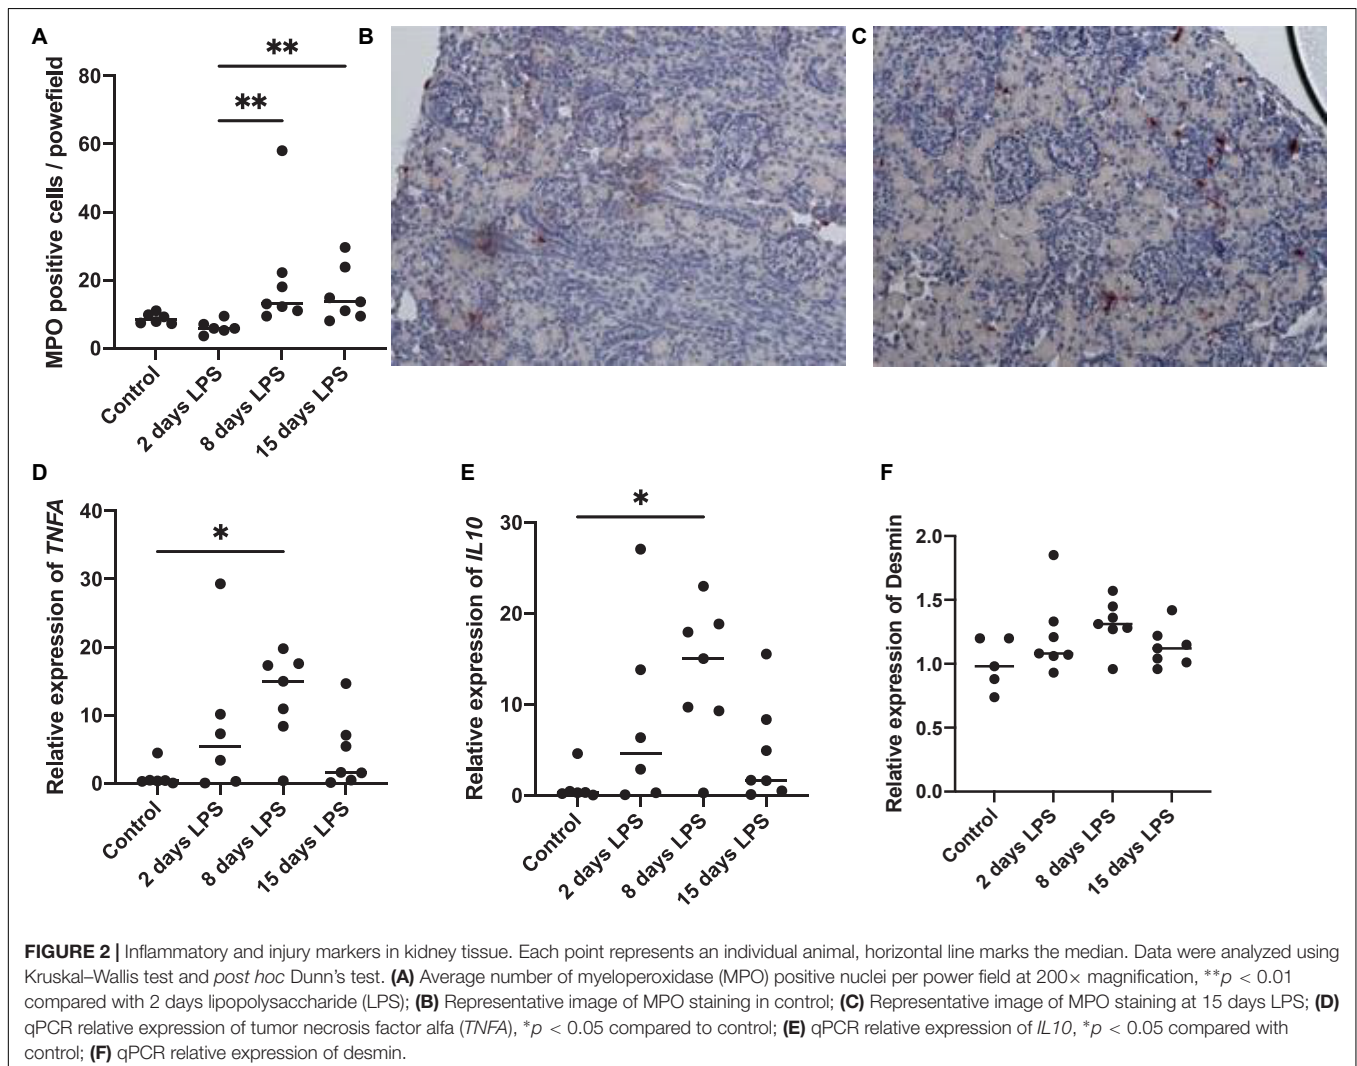 A
MPO positive cells / powefield
80
60
40
20
0
**
**
Control
2 days LPS
8 days LPS
15 days LPS
B
C
D
Relative expression of TNFA
40
30
20
10
0
*
Control
2 days LPS
8 days LPS
15 days LPS
E
Relative expression of IL10
30
20
10
0
*
Control
2 days LPS
8 days LPS
15 days LPS
F
Relative expression of Desmin
2.0
1.5
1.0
0.5
0.0
Control
2 days LPS
8 days LPS
15 days LPS
FIGURE 2 | Inflammatory and injury markers in kidney tissue. Each point represents an individual animal, horizontal line marks the median. Data were analyzed using
Kruskal–Wallis test and post hoc Dunn's test. (A) Average number of myeloperoxidase (MPO) positive nuclei per power field at 200× magnification, **p < 0.01
compared with 2 days lipopolysaccharide (LPS); (B) Representative image of MPO staining in control; (C) Representative image of MPO staining at 15 days LPS; (D)
qPCR relative expression of tumor necrosis factor alfa (TNFA), *p < 0.05 compared to control; (E) qPCR relative expression of IL10, *p < 0.05 compared with
control; (F) qPCR relative expression of desmin.